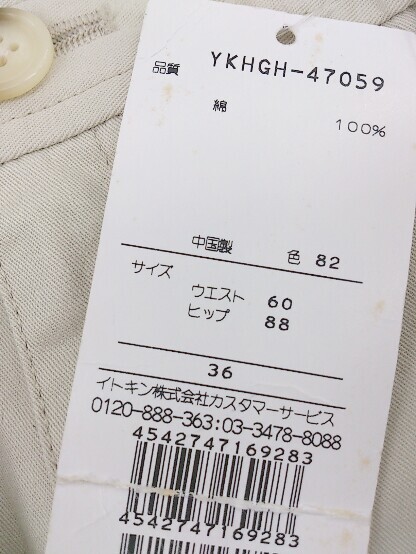 品質 YKHGH-47059
綿
100%
中国製 色 82
サイズ
ウエスト 60
ヒップ 88
36
イトキン株式会社カスタマーサービス
0120-888-363:03-3478-8088
4542747169283
4542747169283